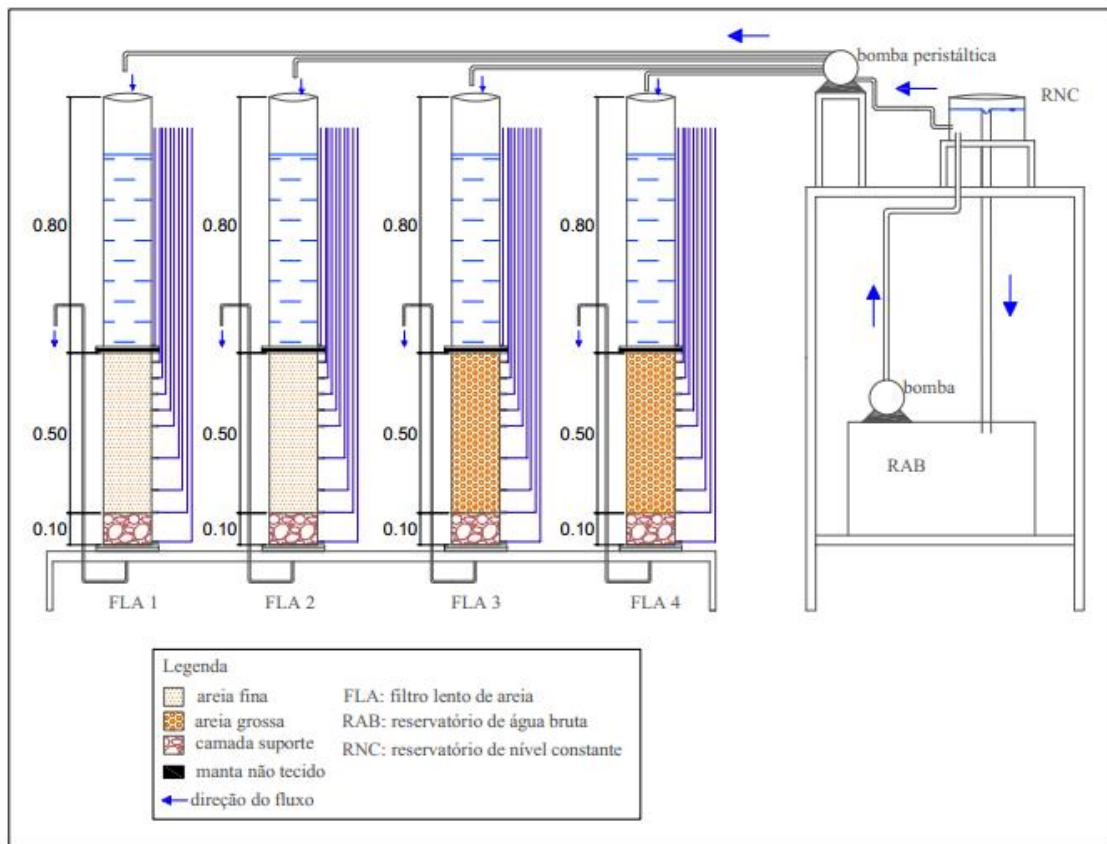 bomba peristáltica
RNC
0.80
0.80
0.80
0.80
bomba
RAB
0.50
0.50
0.50
0.50
0.10
0.10
0.10
0.10
FLA 1
FLA 2
FLA 3
FLA 4
Legenda
areia fina
FLA: filtro lento de areia
areia grossa
RAB: reservatório de água bruta
camada suporte
RNC: reservatório de nível constante
manta não tecido
direção do fluxo